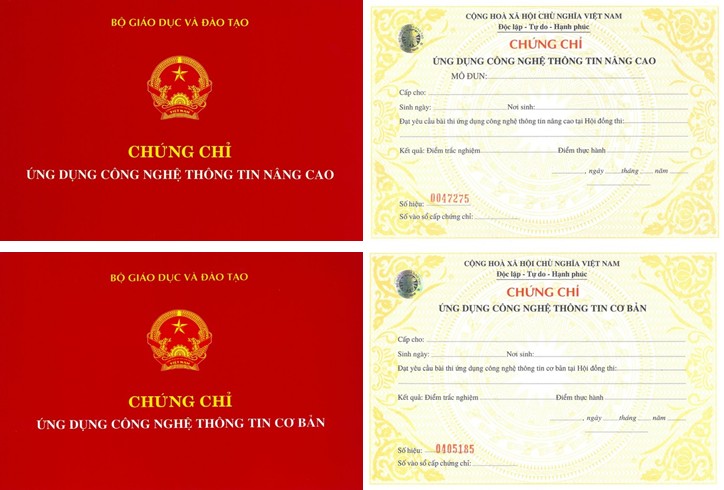 BỘ GIÁO DỤC VÀ ĐÀO TẠO
VIỆT NAM
CHỨNG CHỈ
ỨNG DỤNG CÔNG NGHỆ THÔNG TIN NÂNG CAO
CỘNG HOÀ XÃ HỘI CHỦ NGHĨA VIỆT NAM
Độc lập - Tự do - Hạnh phúc
CHỨNG CHỈ
ỨNG DỤNG CÔNG NGHỆ THÔNG TIN NÂNG CAO
MÔ ĐUN:
Cấp cho:
Sinh ngày: Nơi sinh:
Đạt yêu cầu bài thi ứng dụng công nghệ thông tin nâng cao tại Hội đồng thi:
Kết quả: Điểm trắc nghiệm Điểm thực hành
, ngày tháng năm
Số hiệu: 0047275
Số vào sổ cấp chứng chỉ:
BỘ GIÁO DỤC VÀ ĐÀO TẠO
VIỆT NAM
CHỨNG CHỈ
ỨNG DỤNG CÔNG NGHỆ THÔNG TIN CƠ BẢN
CỘNG HOÀ XÃ HỘI CHỦ NGHĨA VIỆT NAM
Độc lập - Tự do - Hạnh phúc
CHỨNG CHỈ
ỨNG DỤNG CÔNG NGHỆ THÔNG TIN CƠ BẢN
Cấp cho:
Sinh ngày: Nơi sinh:
Đạt yêu cầu bài thi ứng dụng công nghệ thông tin cơ bản tại Hội đồng thi:
Kết quả: Điểm trắc nghiệm Điểm thực hành
, ngày tháng năm
Số hiệu: 0405185
Số vào sổ cấp chứng chỉ: